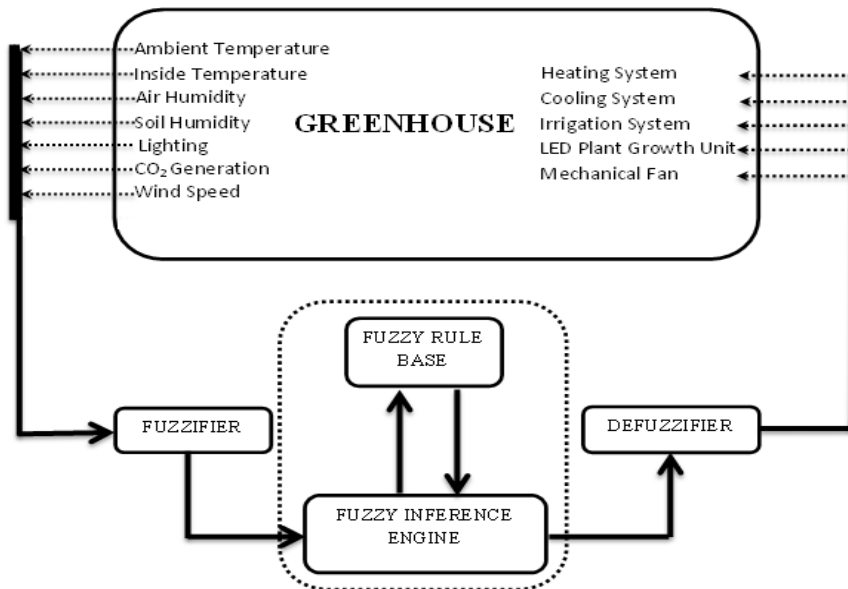 Ambient Temperature
Inside Temperature
Air Humidity
Soil Humidity
Lighting
CO₂ Generation
Wind Speed
GREENHOUSE
Heating System
Cooling System
Irrigation System
LED Plant Growth Unit
Mechanical Fan
FUZZY RULE
BASE
FUZZIFIER
DEFUZZIFIER
FUZZY INFERENCE
ENGINE